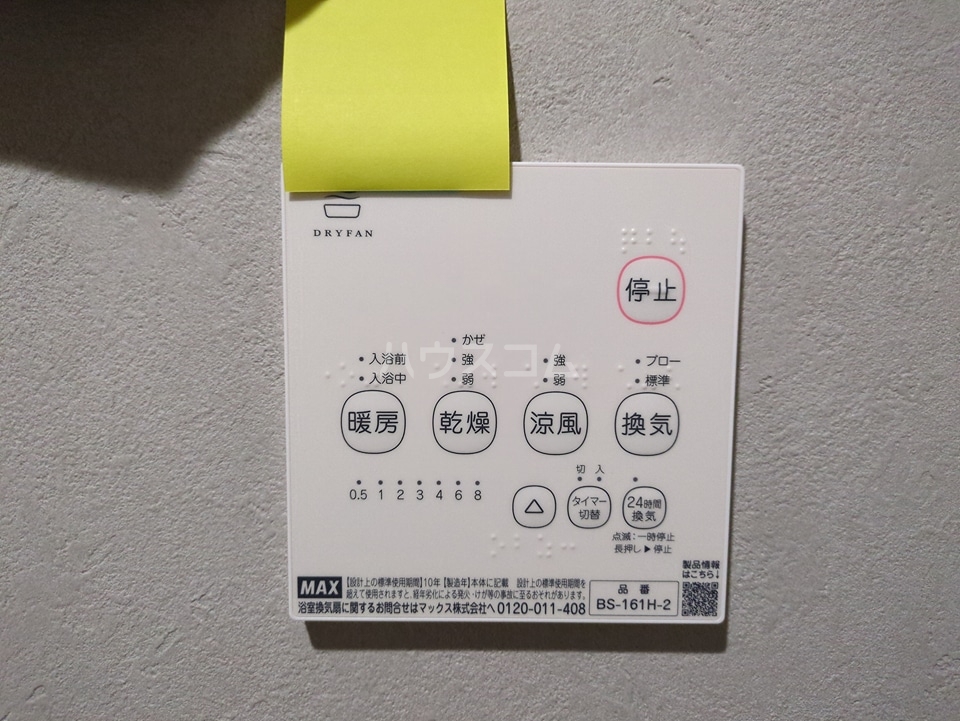 DRYFAN
停止
かぜ
入浴前 強 強 ブロー
入浴中 弱 弱 標準
ハウスコム
暖房 乾燥 涼風 換気
切 入
0.5 1 2 3 4 6 8
△ タイマー切替 24時間換気
点滅:一時停止
長押し▶停止
製品情報
はこちら↓
MAX
【設計上の標準使用期間】10年【製造年】本体に記載 設計上の標準使用期間を
超えて使用されますと、経年劣化による発火・けが等の事故に至るおそれがあります。
浴室換気扇に関するお問合せはマックス株式会社へ 0120-011-408
品番
BS-161H-2